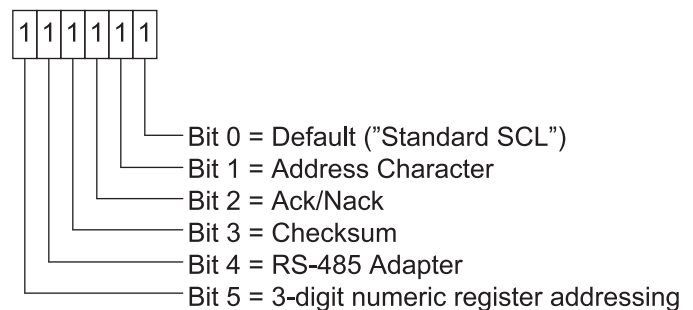 1 1 1 1 1 1
Bit 0 = Default ("Standard SCL")
Bit 1 = Address Character
Bit 2 = Ack/Nack
Bit 3 = Checksum
Bit 4 = RS-485 Adapter
Bit 5 = 3-digit numeric register addressing